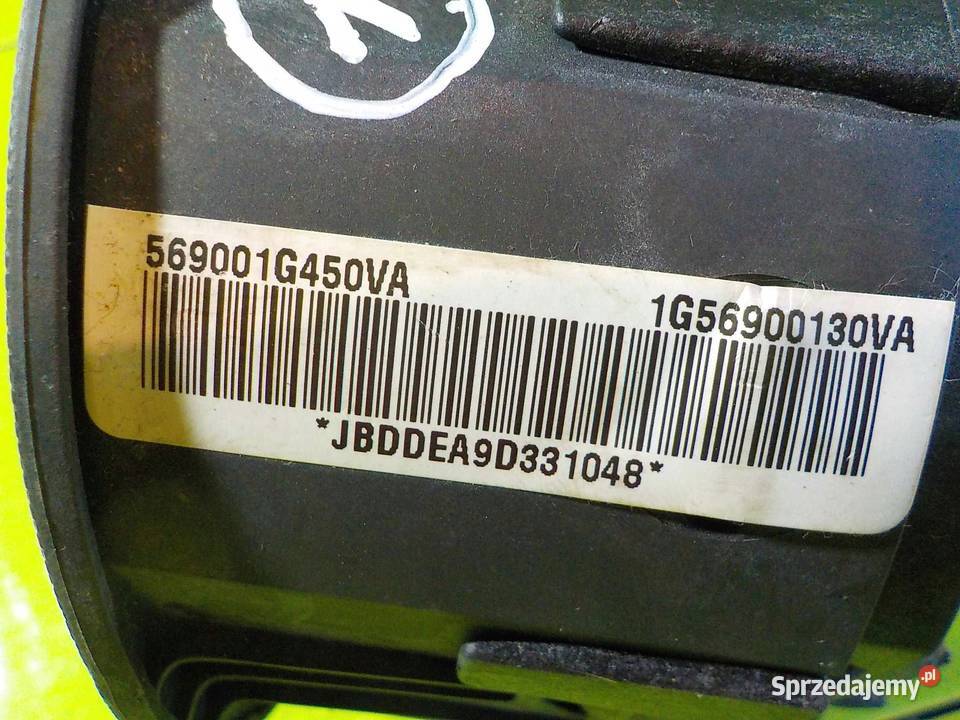 569001G450VA
1G56900130VA
*JBDDEA9D331048*
Sprzedajemy.pl